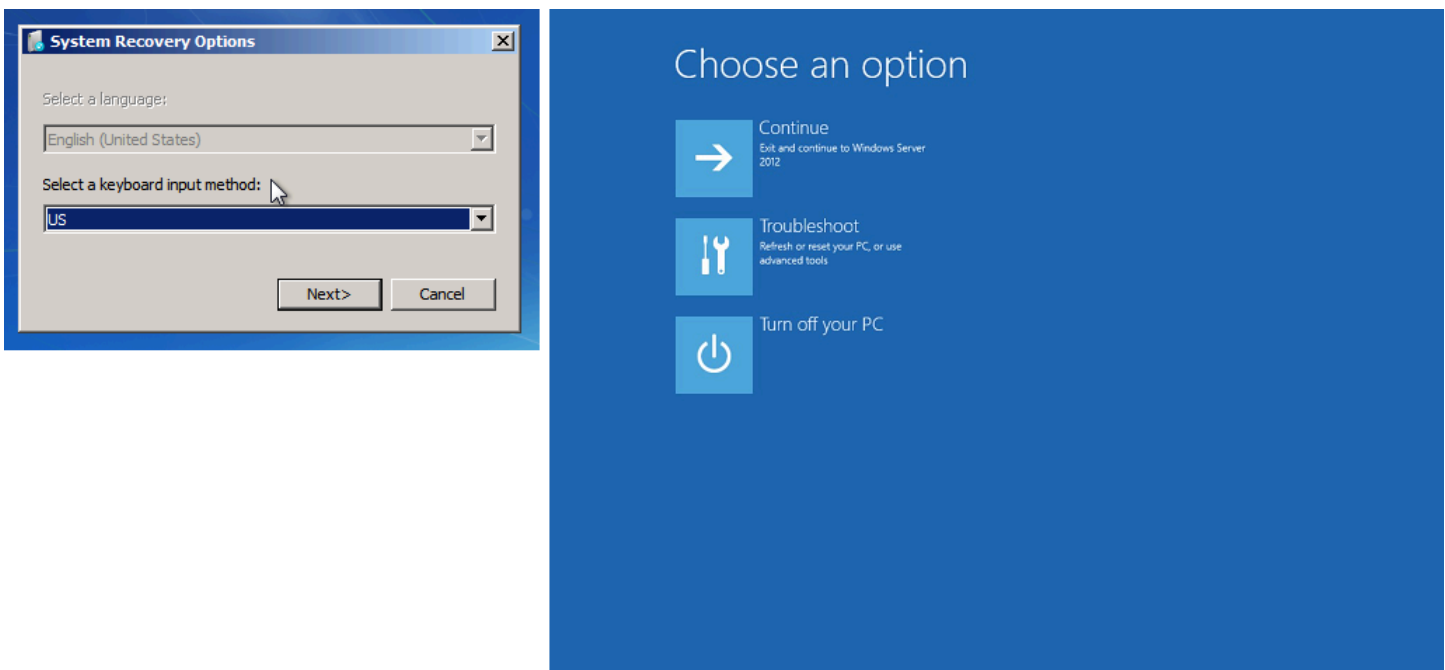 System Recovery Options
Select a language:
English (United States)
Select a keyboard input method:
US
Next>
Cancel
Choose an option
Continue
Exit and continue to Windows Server
2012
Troubleshoot
Refresh or reset your PC, or use
advanced tools
Turn off your PC